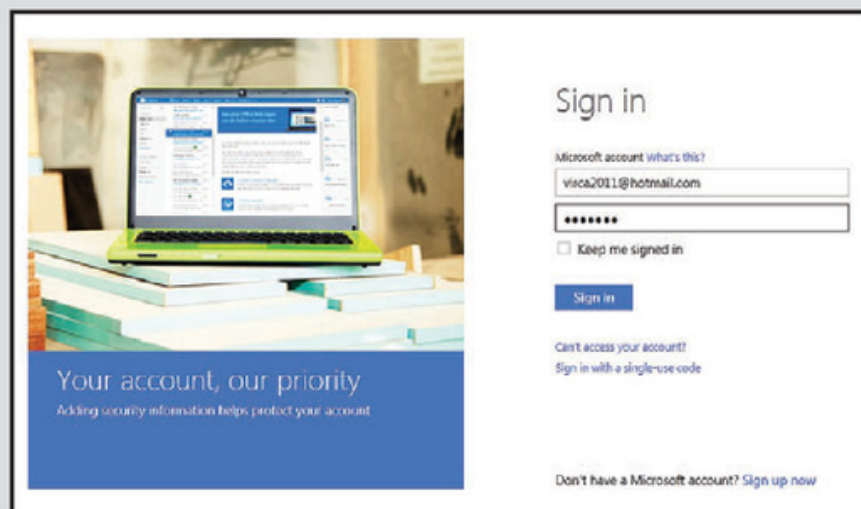 Sign in
Microsoft account What's this?
virca2011@hotmail.com
•••••••
Keep me signed in
Sign in
Can't access your account?
Sign in with a single-use code
Your account, our priority
Adding security information helps protect your account
Don't have a Microsoft account? Sign up now